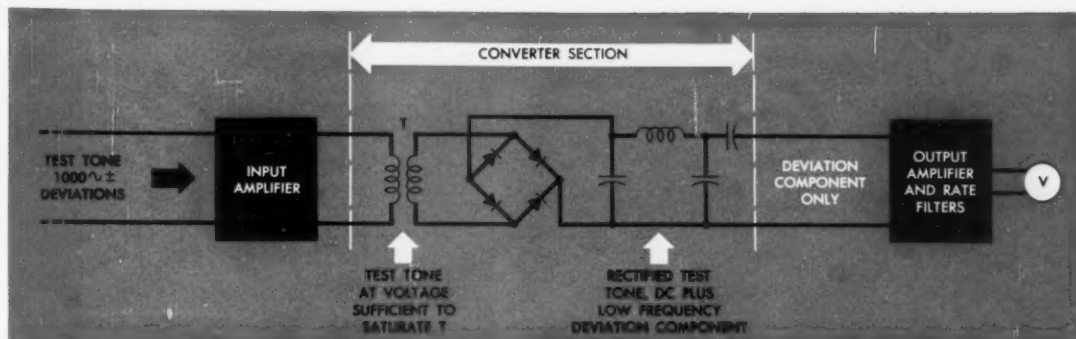 CONVERTER SECTION
TEST TONE
1000∿±
DEVIATIONS
INPUT
AMPLIFIER
T
DEVIATION
COMPONENT
ONLY
OUTPUT
AMPLIFIER
AND RATE
FILTERS
V
TEST TONE
AT VOLTAGE
SUFFICIENT TO
SATURATE T
RECTIFIED TEST
TONE, DC PLUS
LOW FREQUENCY
DEVIATION COMPONENT